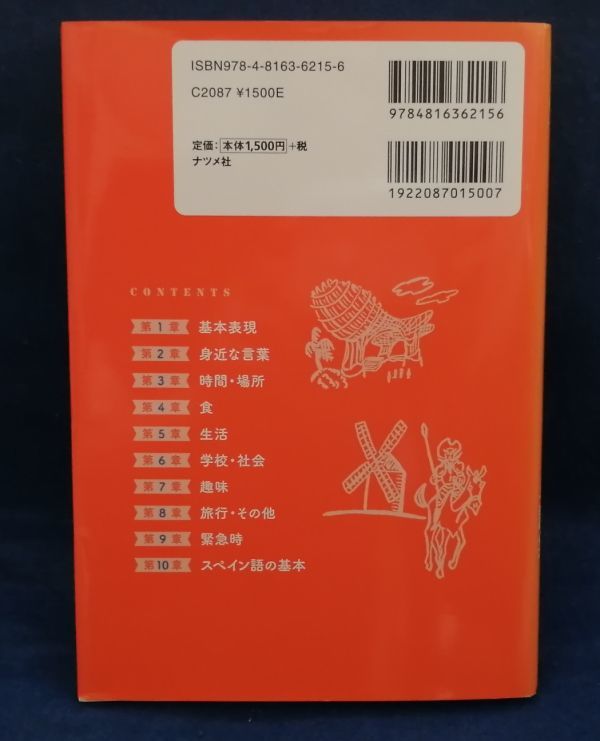 ISBN978-4-8163-6215-6
C2087 ¥1500E
9784816362156
定価:本体1,500円+税
ナツメ社
1922087015007
CONTENTS
第1章 基本表現
第2章 身近な言葉
第3章 時間・場所
第4章 食
第5章 生活
第6章 学校・社会
第7章 趣味
第8章 旅行・その他
第9章 緊急時
第10章 スペイン語の基本